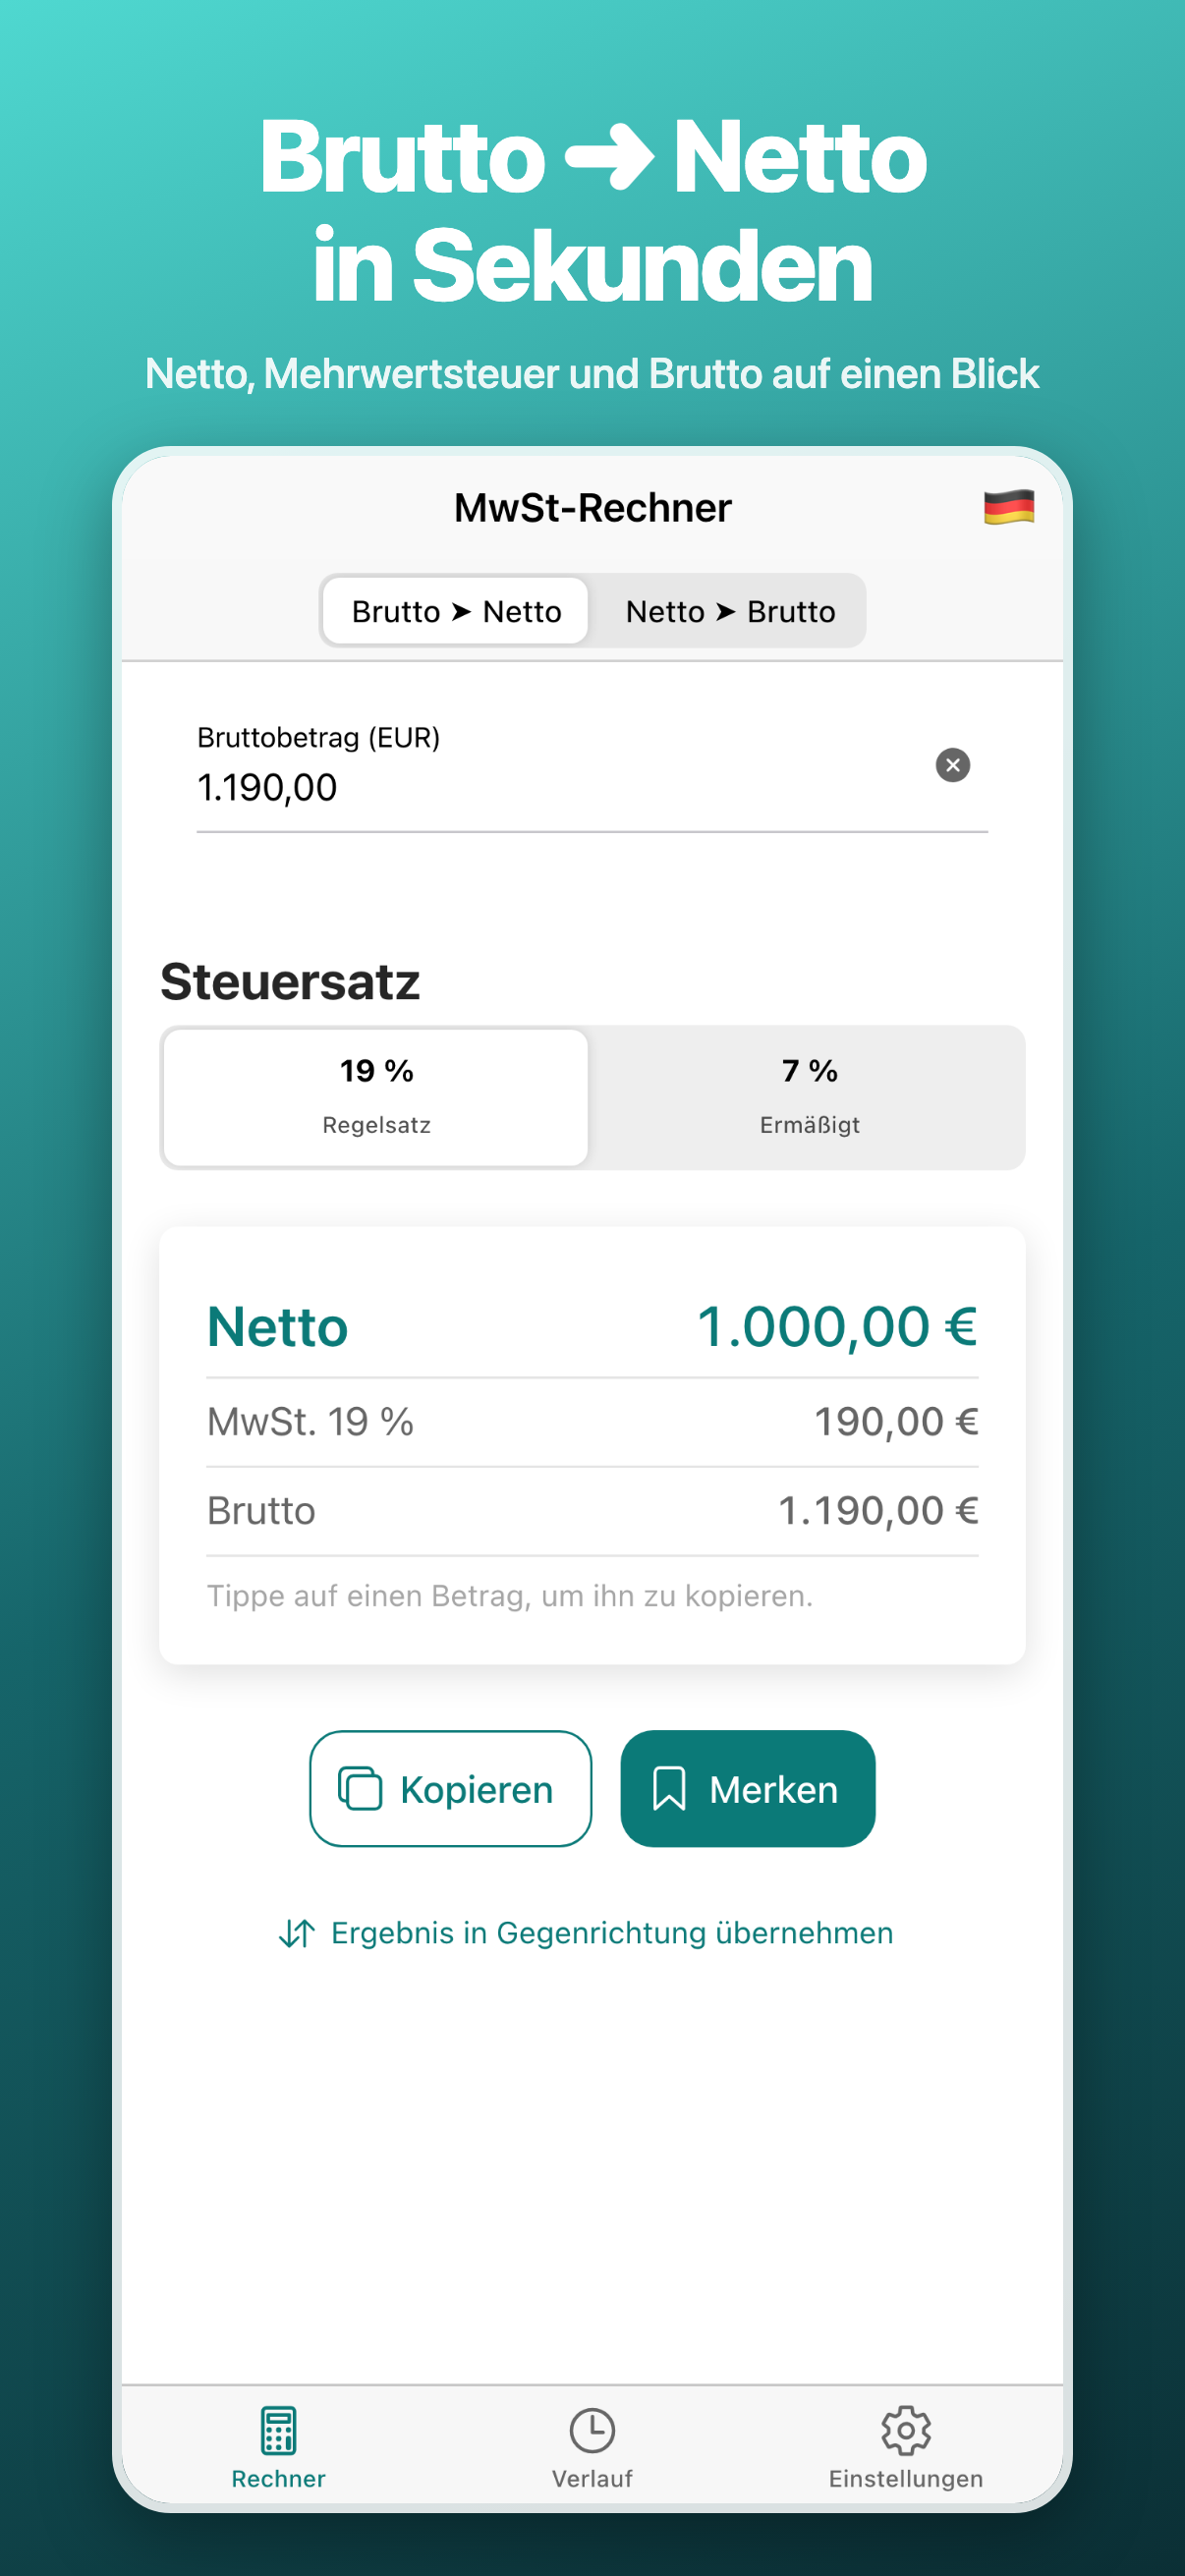 Brutto → Netto
in Sekunden
Netto, Mehrwertsteuer und Brutto auf einen Blick
MwSt-Rechner
Brutto ➤ Netto
Netto ➤ Brutto
Bruttobetrag (EUR)
1.190,00
Steuersatz
19 %
Regelsatz
7 %
Ermäßigt
Netto 1.000,00 €
MwSt. 19 % 190,00 €
Brutto 1.190,00 €
Tippe auf einen Betrag, um ihn zu kopieren.
Kopieren
Merken
Ergebnis in Gegenrichtung übernehmen
Rechner
Verlauf
Einstellungen